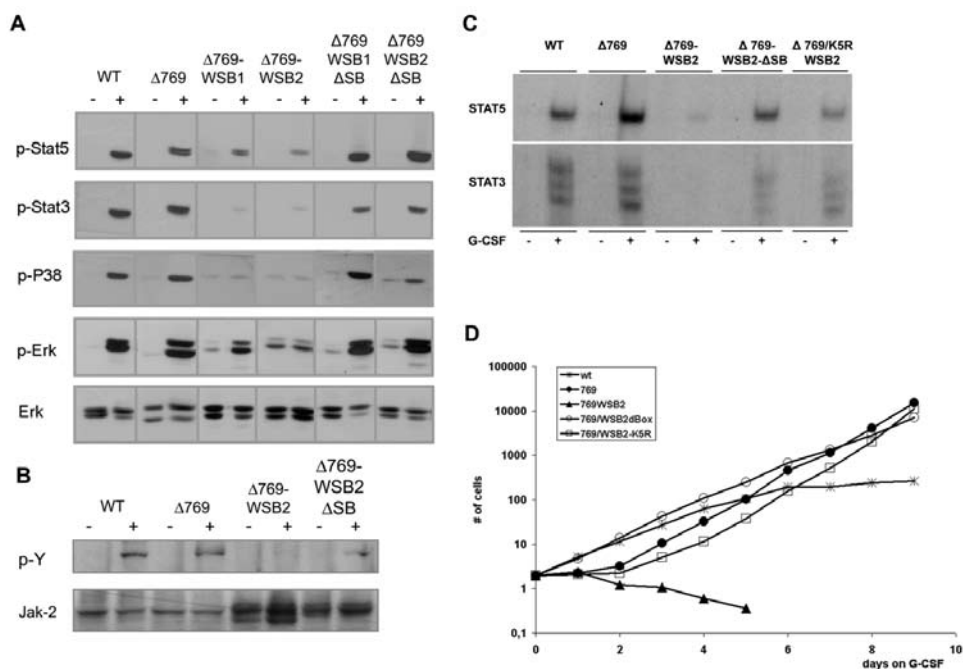 A
WT
Δ769
Δ769-
WSB1
Δ769-
WSB2
Δ769
WSB1
ΔSB
Δ769
WSB2
ΔSB
- + - + - + - + - + - +
p-Stat5
p-Stat3
p-P38
p-Erk
Erk
B
WT
Δ769
Δ769-
WSB2
Δ769-
WSB2
ΔSB
- + - + - + - +
p-Y
Jak-2
C
WT
Δ769
Δ769-
WSB2
Δ 769-
WSB2-ΔSB
Δ 769/K5R
WSB2
STAT5
STAT3
G-CSF - + - + - + - + - +
D
100000
10000
1000
100
10
1
0,1
# of cells
wt
769
769WSB2
769/WSB2dBox
769/WSB2-K5R
0 2 4 6 8 10
days on G-CSF